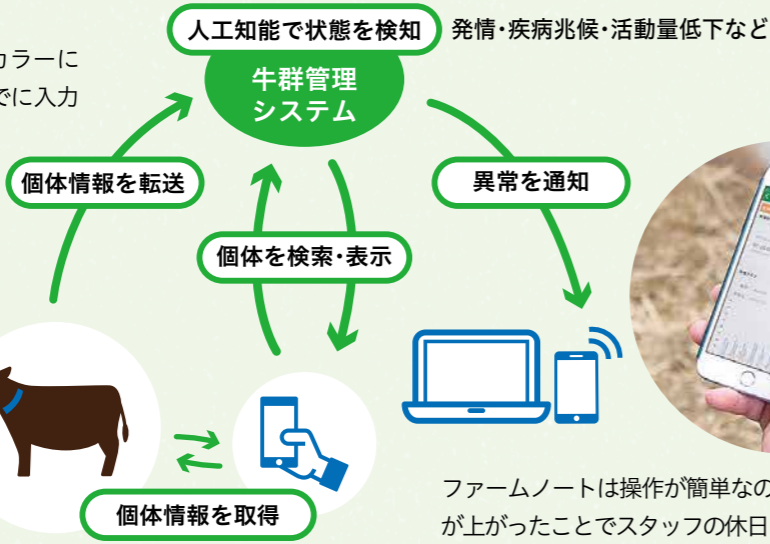 人工知能で状態を検知
発情・疾病兆候・活動量低下など
カラーに
でに入力
牛群管理
システム
個体情報を転送
異常を通知
個体を検索・表示
個体情報を取得
ファームノートは操作が簡単なの
が上がったことでスタッフの休日